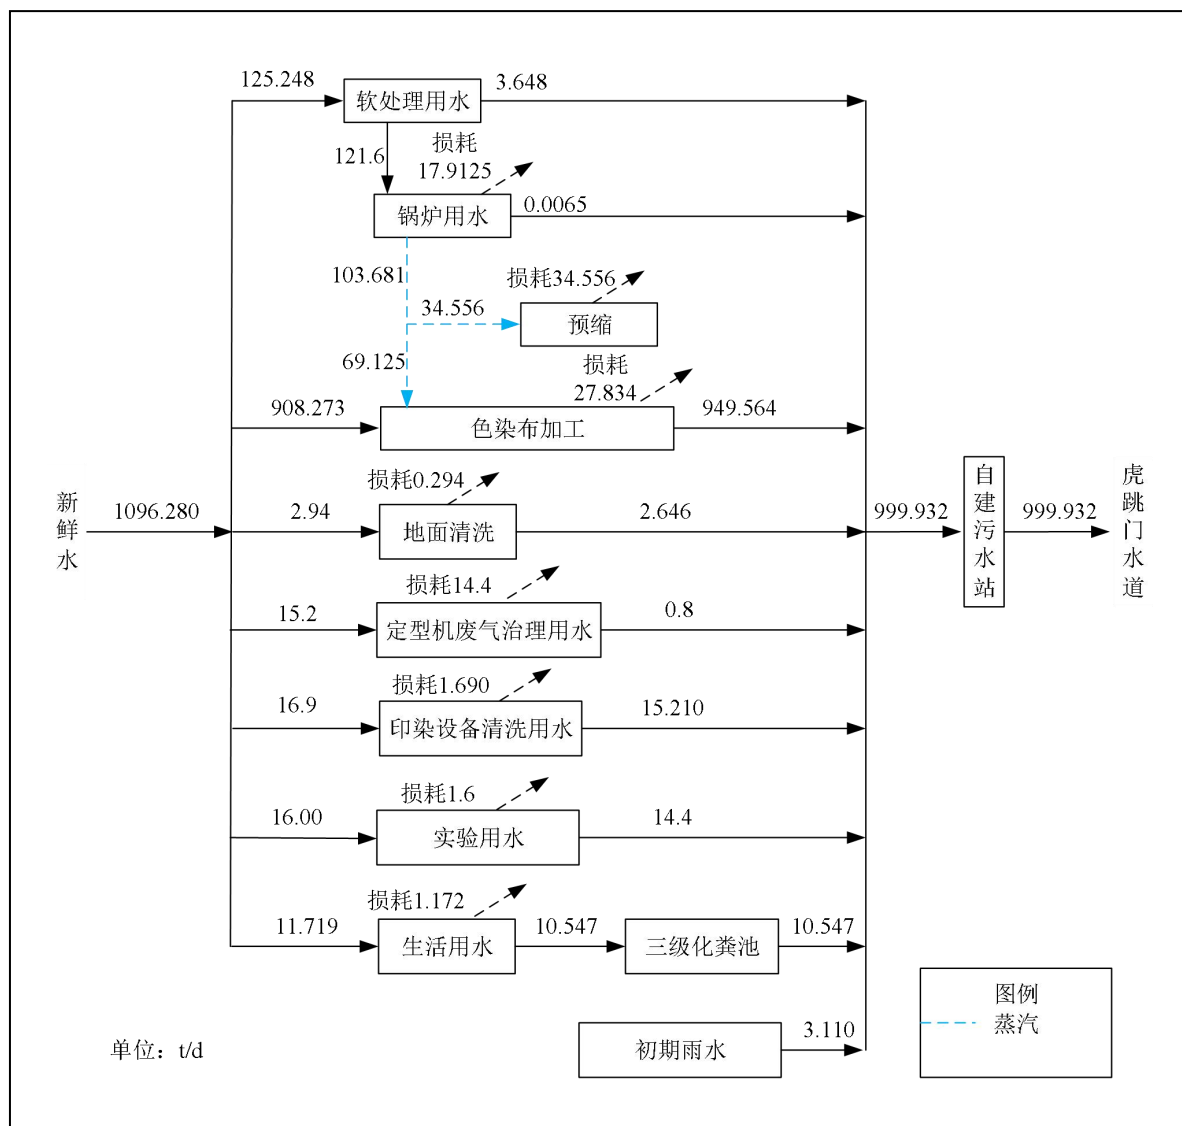 125.248
软处理用水
3.648
121.6
损耗
17.9125
锅炉用水
0.0065
103.681
损耗34.556
34.556
预缩
69.125
损耗
27.834
908.273
色染布加工
949.564
新鲜水
1096.280
损耗0.294
2.94
地面清洗
2.646
999.932
自建污水站
999.932
虎跳门水道
损耗14.4
15.2
定型机废气治理用水
0.8
损耗1.690
16.9
印染设备清洗用水
15.210
损耗1.6
16.00
实验用水
14.4
损耗1.172
11.719
生活用水
10.547
三级化粪池
10.547
图例
蒸汽
单位：t/d
初期雨水
3.110